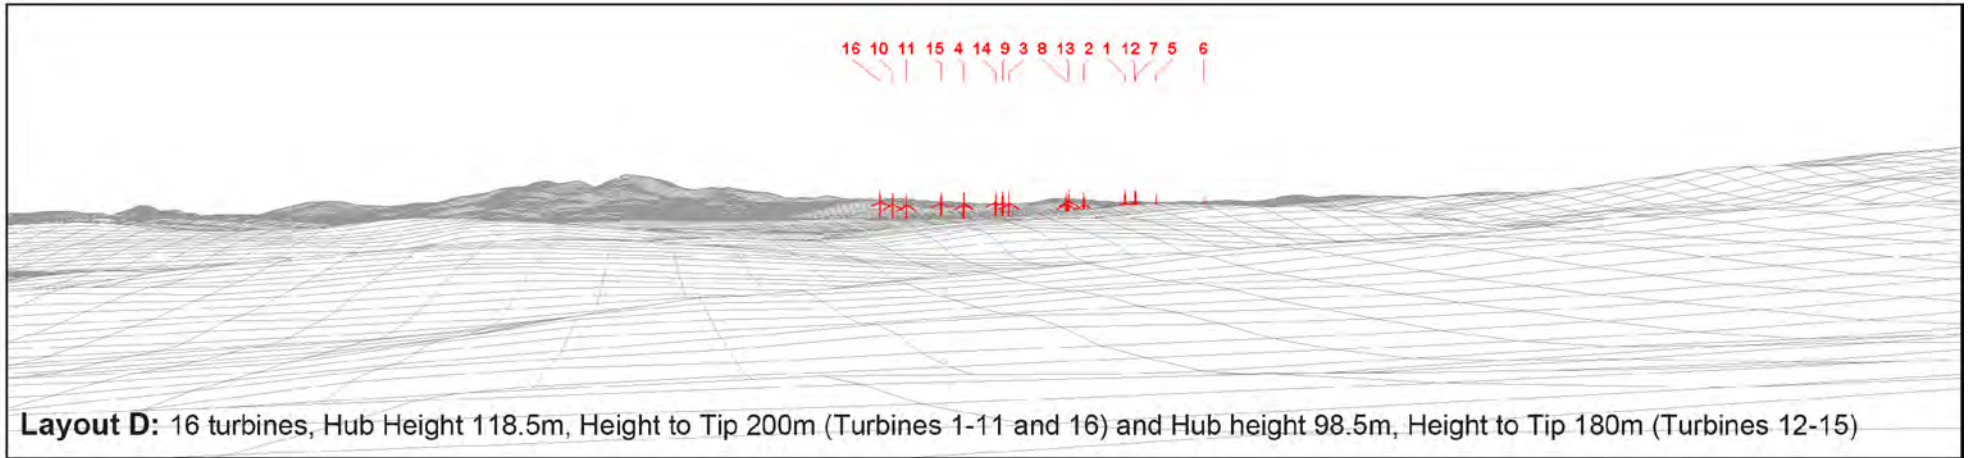 16 10 11 15 4 14 9 3 8 13 2 1 12 7 5 6
Layout D: 16 turbines, Hub Height 118.5m, Height to Tip 200m (Turbines 1-11 and 16) and Hub height 98.5m, Height to Tip 180m (Turbines 12-15)